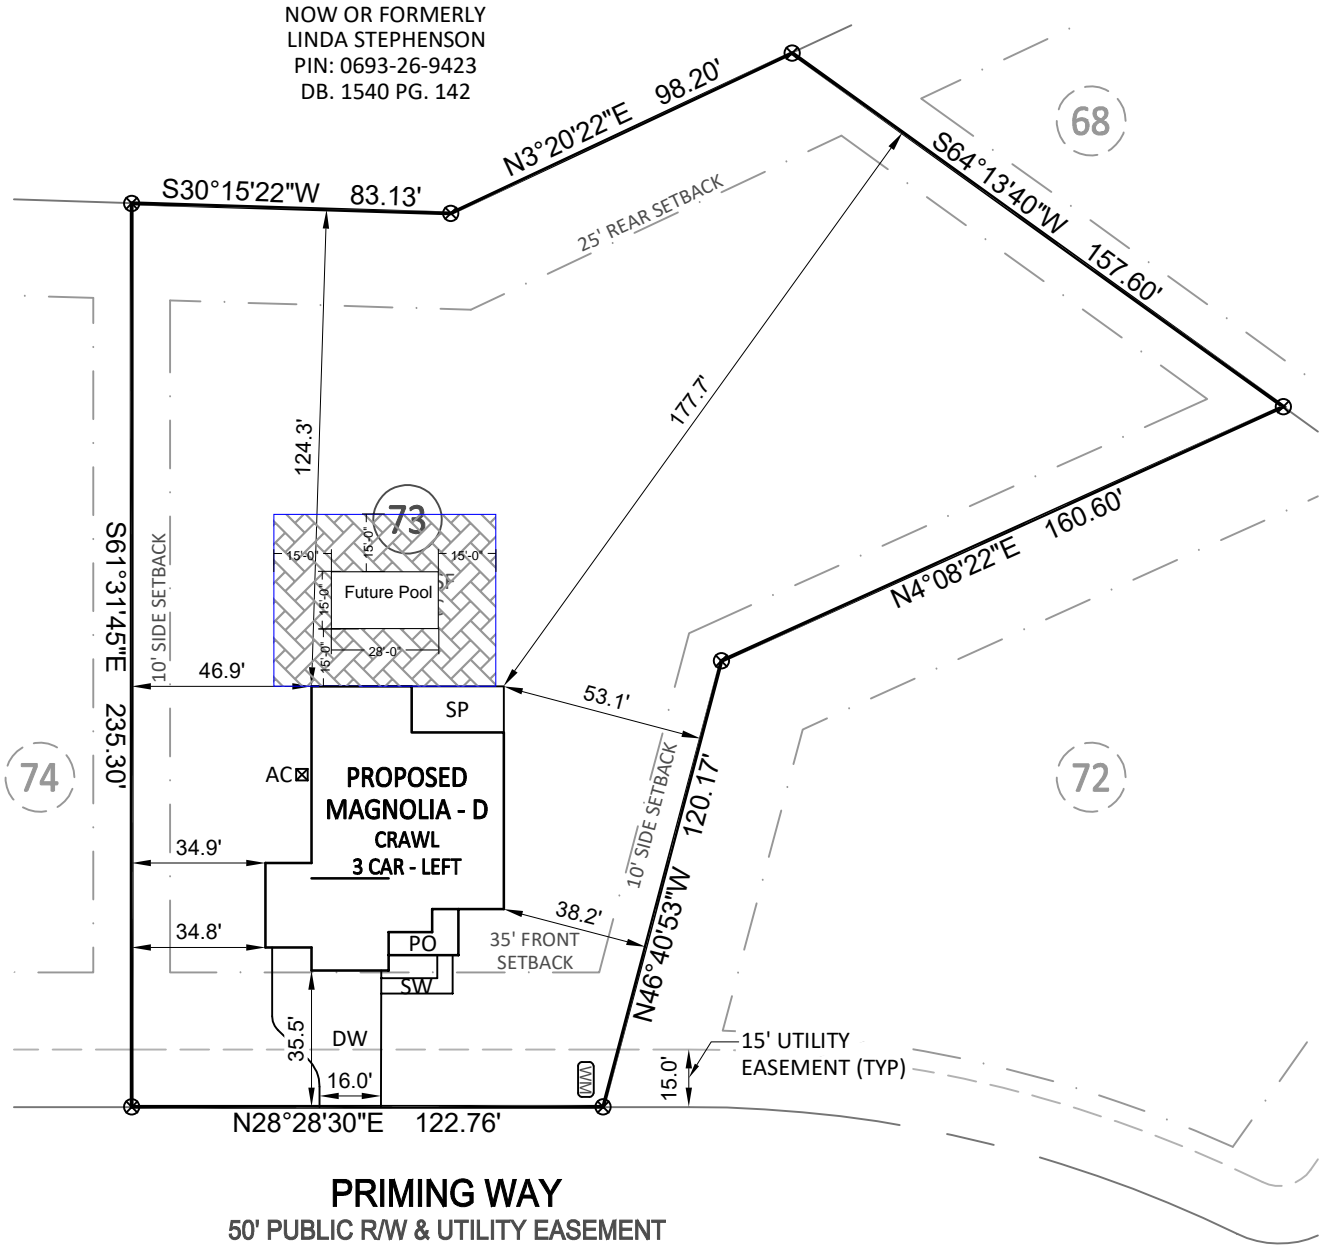 NOW OR FORMERLY
LINDA STEPHENSON
PIN: 0693-26-9423
DB. 1540 PG. 142
N3°20'22"E 98.20'
68
S64°13'40"W 157.60'
S30°15'22"W 83.13'
25' REAR SETBACK
177.7'
124.3'
73
15'-0"
15'-0"
15'-0"
SF
15'-0"
Future Pool
15'-0"
28'-0"
N4°08'22"E 160.60'
S61°31'45"E 235.30'
10' SIDE SETBACK
46.9'
53.1'
SP
74
AC
PROPOSED
MAGNOLIA - D
CRAWL
3 CAR - LEFT
10' SIDE SETBACK
N46°40'53"W 120.17'
72
34.9'
34.8'
38.2'
PO
35' FRONT
SETBACK
SW
35.5'
DW
16.0'
WM
15.0'
15' UTILITY
EASEMENT (TYP)
N28°28'30"E 122.76'
PRIMING WAY
50' PUBLIC R/W & UTILITY EASEMENT